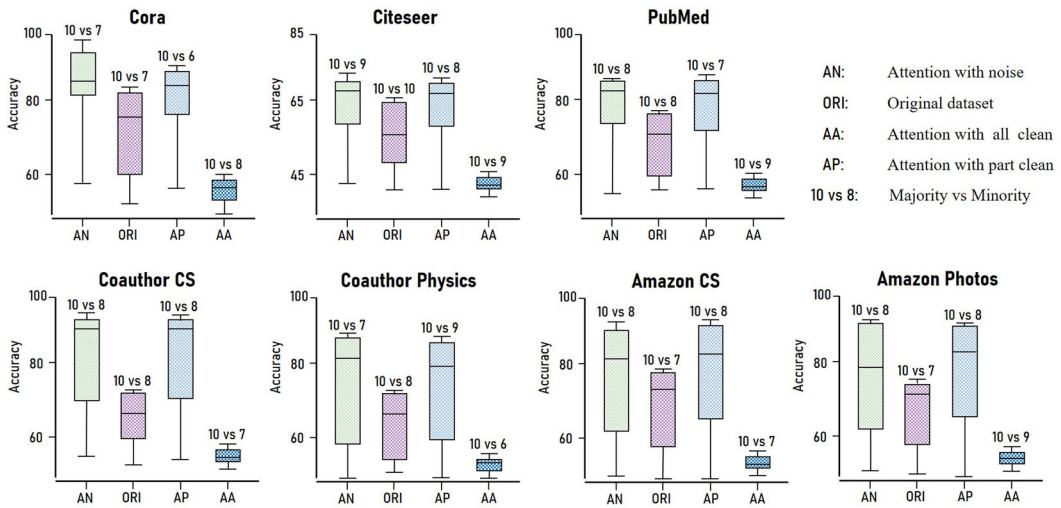 Cora
Accuracy
100
80
60
10 vs 7
10 vs 7
10 vs 6
10 vs 8
AN ORI AP AA
Citeseer
Accuracy
85
65
45
10 vs 9
10 vs 10
10 vs 8
10 vs 9
AN ORI AP AA
PubMed
Accuracy
100
80
60
10 vs 8
10 vs 8
10 vs 7
10 vs 9
AN ORI AP AA
AN: Attention with noise
ORI: Original dataset
AA: Attention with all clean
AP: Attention with part clean
10 vs 8: Majority vs Minority
Coauthor CS
Accuracy
100
80
60
10 vs 8
10 vs 8
10 vs 8
10 vs 7
AN ORI AP AA
Coauthor Physics
Accuracy
100
80
60
10 vs 7
10 vs 8
10 vs 9
10 vs 6
AN ORI AP AA
Amazon CS
Accuracy
100
80
60
10 vs 8
10 vs 7
10 vs 8
10 vs 7
AN ORI AP AA
Amazon Photos
Accuracy
100
80
60
10 vs 8
10 vs 7
10 vs 8
10 vs 9
AN ORI AP AA